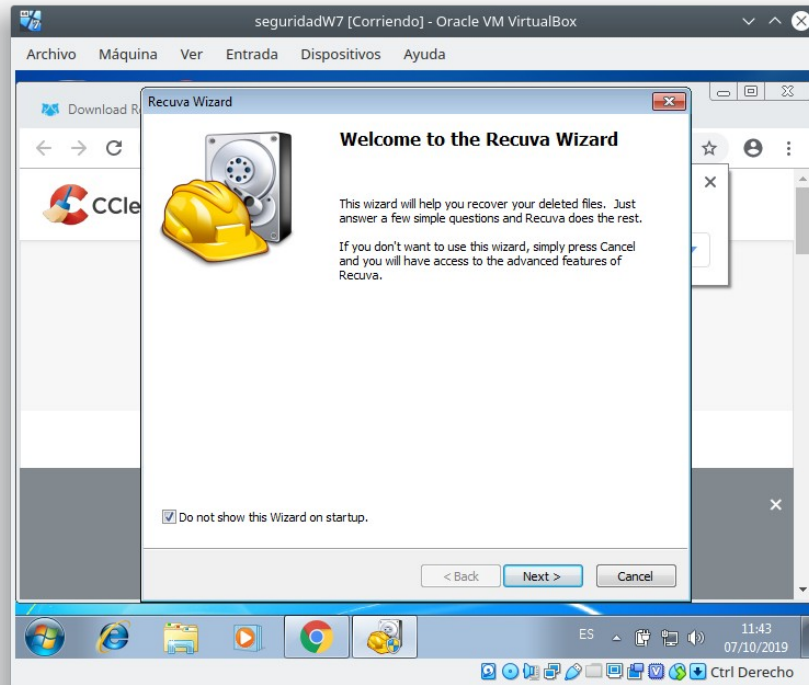 seguridadW7 [Corriendo] - Oracle VM VirtualBox
Archivo Máquina Ver Entrada Dispositivos Ayuda
Download R
Recuva Wizard
CCle
Welcome to the Recuva Wizard
This wizard will help you recover your deleted files. Just
answer a few simple questions and Recuva does the rest.
If you don't want to use this wizard, simply press Cancel
and you will have access to the advanced features of
Recuva.
Do not show this Wizard on startup.
< Back Next > Cancel
ES 11:43
07/10/2019
Ctrl Derecho